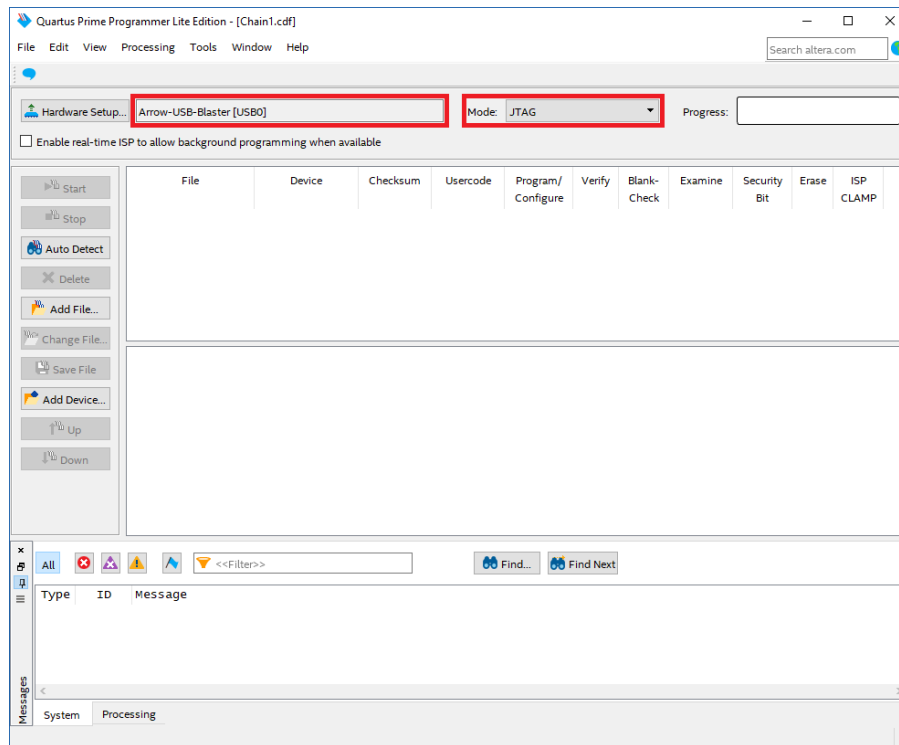 Quartus Prime Programmer Lite Edition - [Chain1.cdf]
File Edit View Processing Tools Window Help
Search altera.com
Hardware Setup... Arrow-USB-Blaster [USB0] Mode: JTAG Progress:
Enable real-time ISP to allow background programming when available
File Device Checksum Usercode Program/ Verify Blank- Examine Security Erase ISP
Configure Check Bit CLAMP
Start
Stop
Auto Detect
Delete
Add File...
Change File...
Save File
Add Device...
Up
Down
All <<Filter>> Find... Find Next
Type ID Message
Messages
System Processing